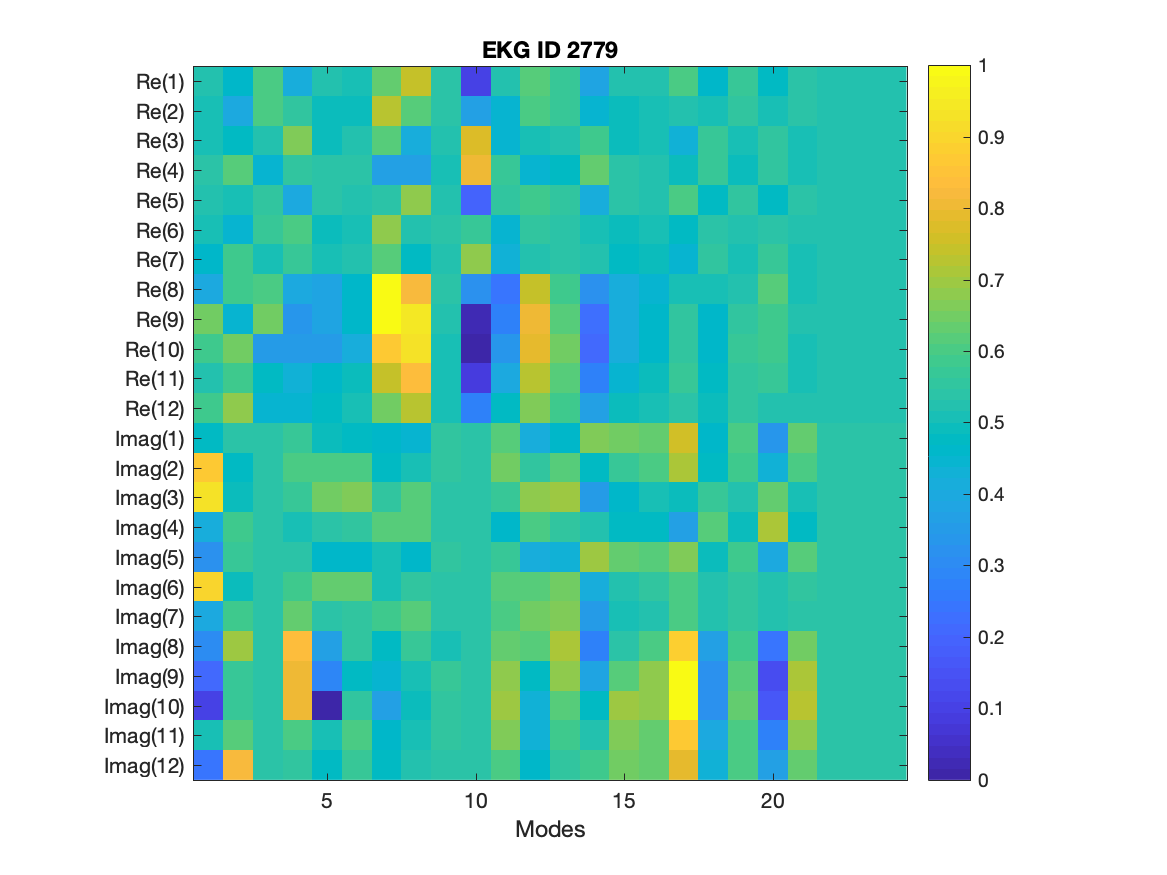 EKG ID 2779
Re(1)
Re(2)
Re(3)
Re(4)
Re(5)
Re(6)
Re(7)
Re(8)
Re(9)
Re(10)
Re(11)
Re(12)
Imag(1)
Imag(2)
Imag(3)
Imag(4)
Imag(5)
Imag(6)
Imag(7)
Imag(8)
Imag(9)
Imag(10)
Imag(11)
Imag(12)
5 10 15 20
Modes
1
0.9
0.8
0.7
0.6
0.5
0.4
0.3
0.2
0.1
0